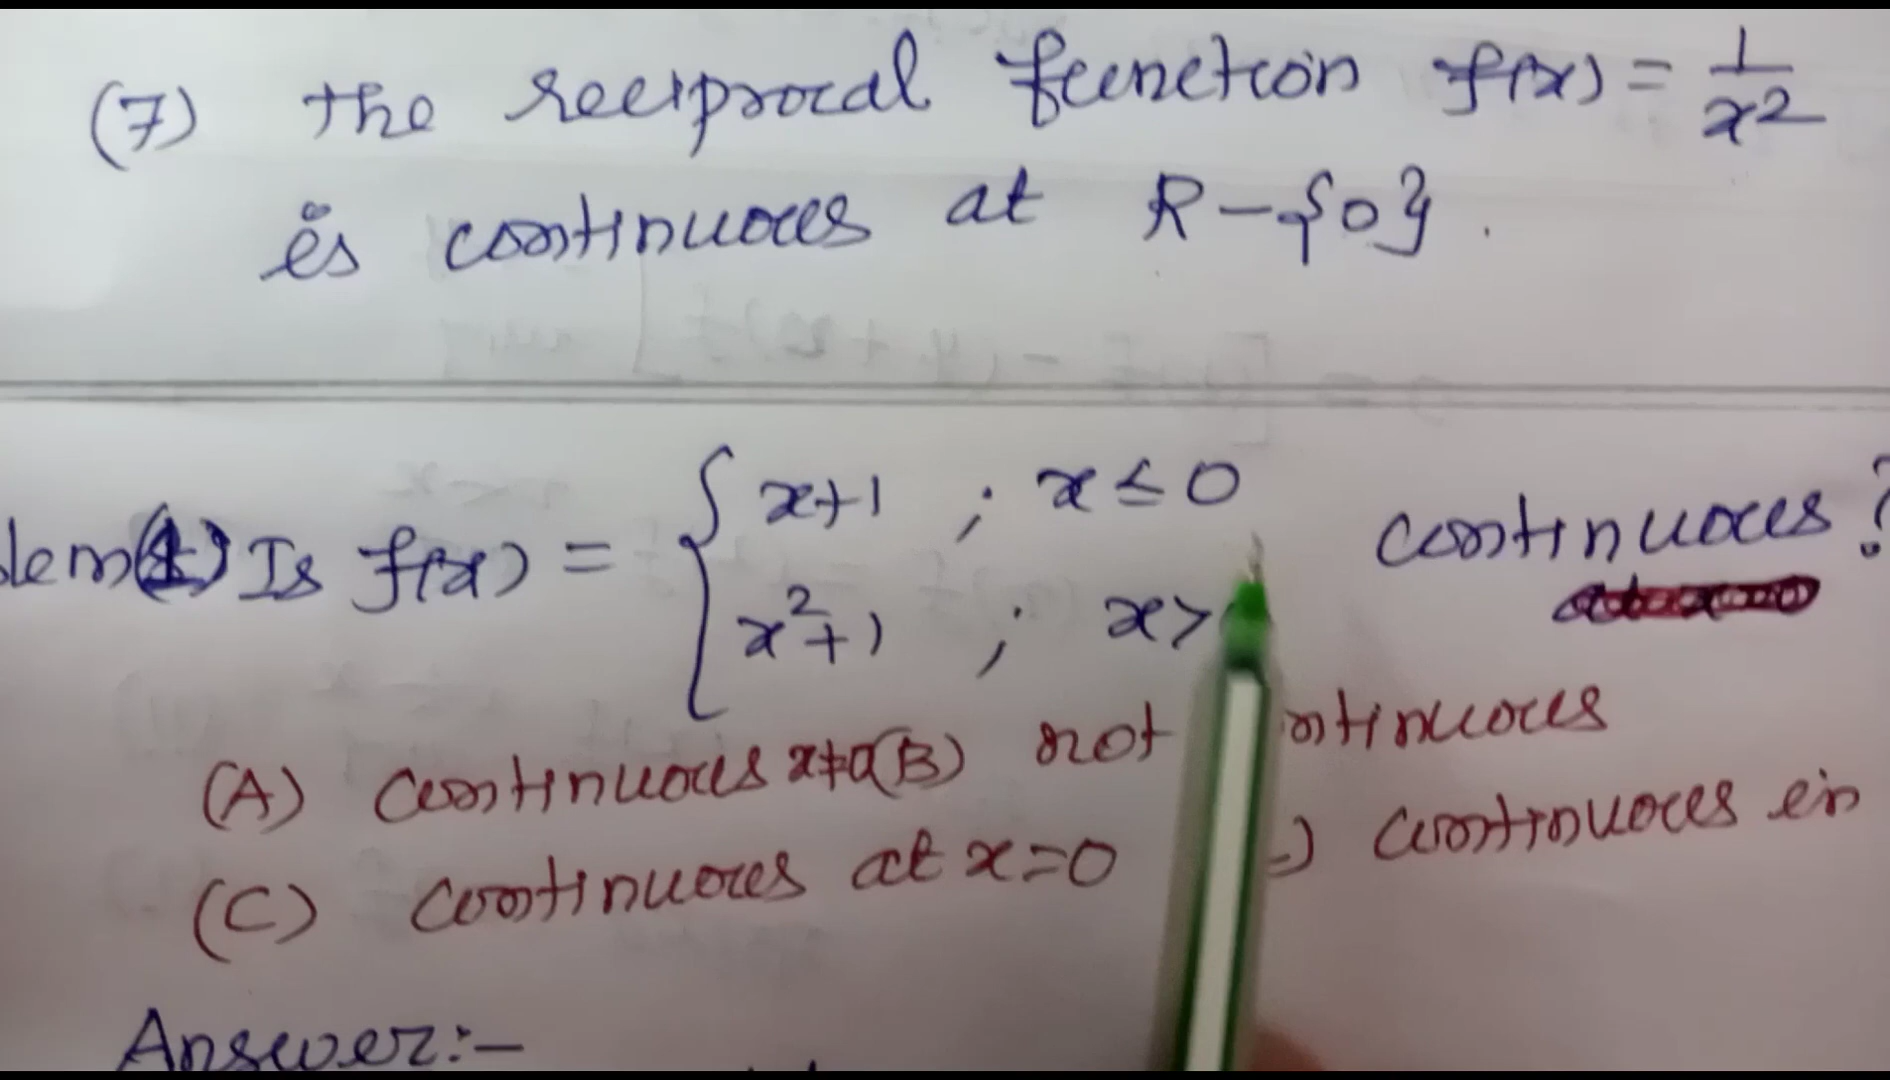 (7) The reciprocal function f(x) = 1/x²
is continuous at R - {0}.
lem (1) Is f(x) = { x+1 ; x ≤ 0 continuous?
x²+1 ; x>
(A) continuous x≠0 (B) not ntinuous
(C) continuous at x=0 ) continuous in
Answer:-